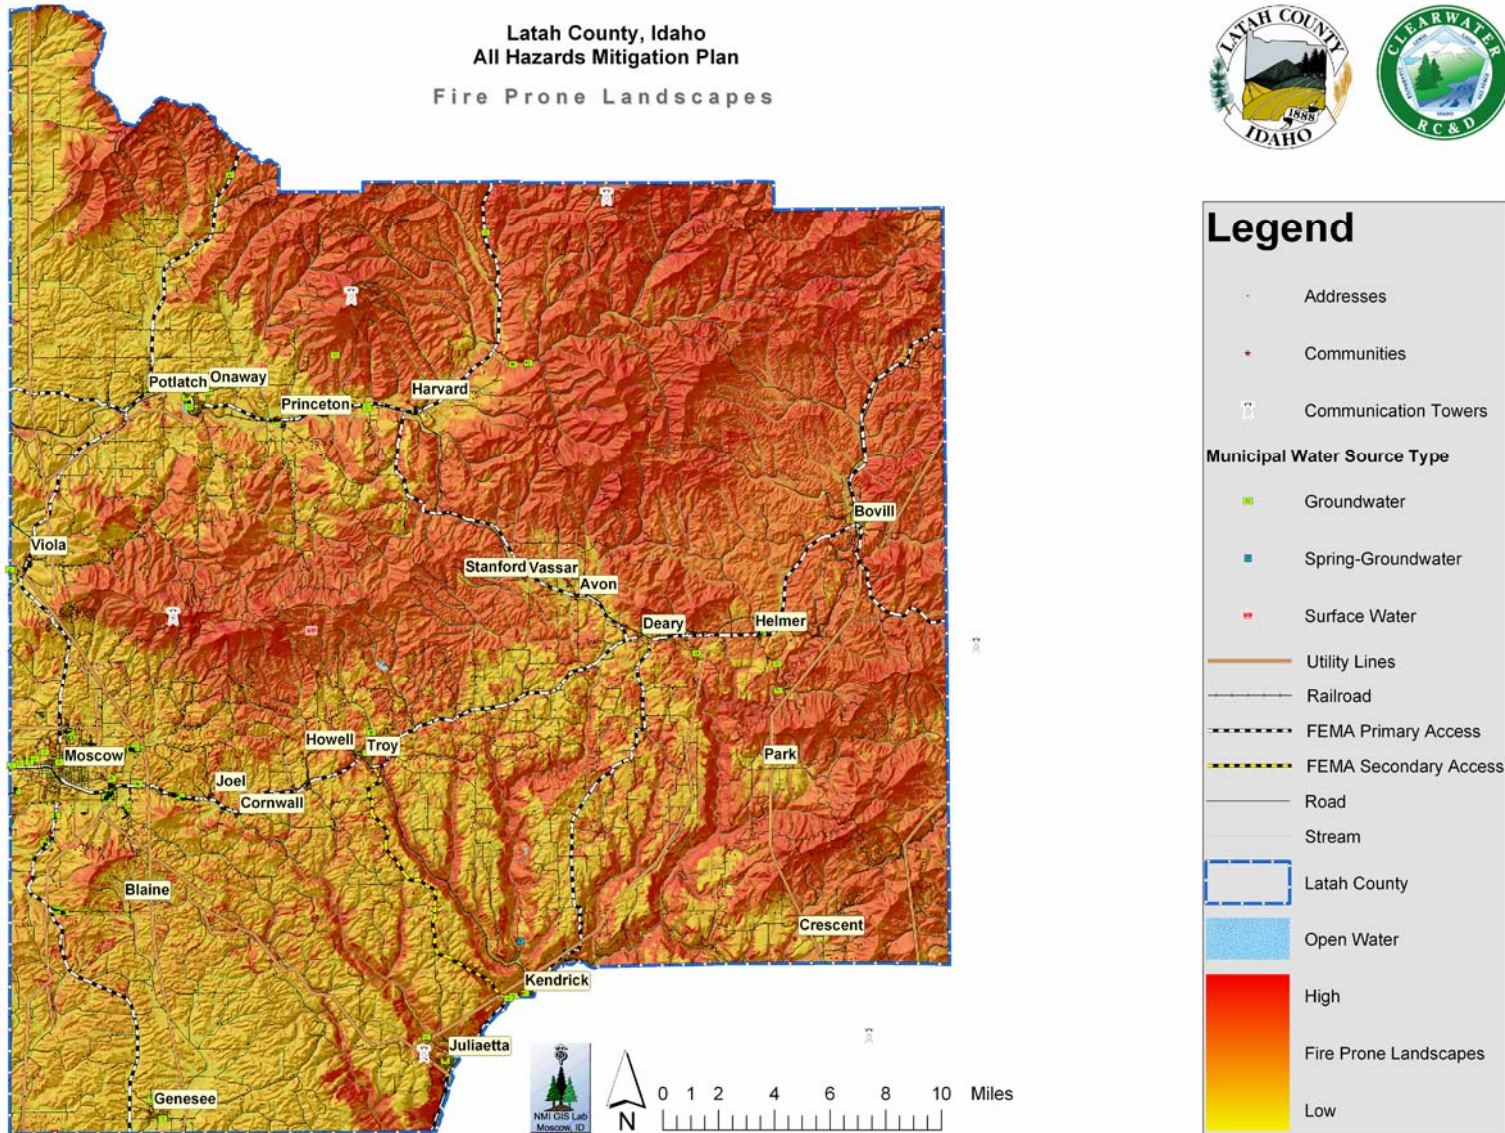 Latah County, Idaho
All Hazards Mitigation Plan
Fire Prone Landscapes
LATAH COUNTY
1888
IDAHO
CLEARWATER
RC&D
Legend
Addresses
Communities
Communication Towers
Municipal Water Source Type
Groundwater
Spring-Groundwater
Surface Water
Utility Lines
Railroad
FEMA Primary Access
FEMA Secondary Access
Road
Stream
Latah County
Open Water
High
Fire Prone Landscapes
Low
Potlatch
Onaway
Princeton
Harvard
Bovill
Viola
Stanford
Vassar
Avon
Deary
Helmer
Howell
Troy
Moscow
Park
Joel
Cornwall
Blaine
Crescent
Kendrick
Juliaetta
Genesee
NMI GIS Lab
Moscow, ID
N
0 1 2 4 6 8 10 Miles